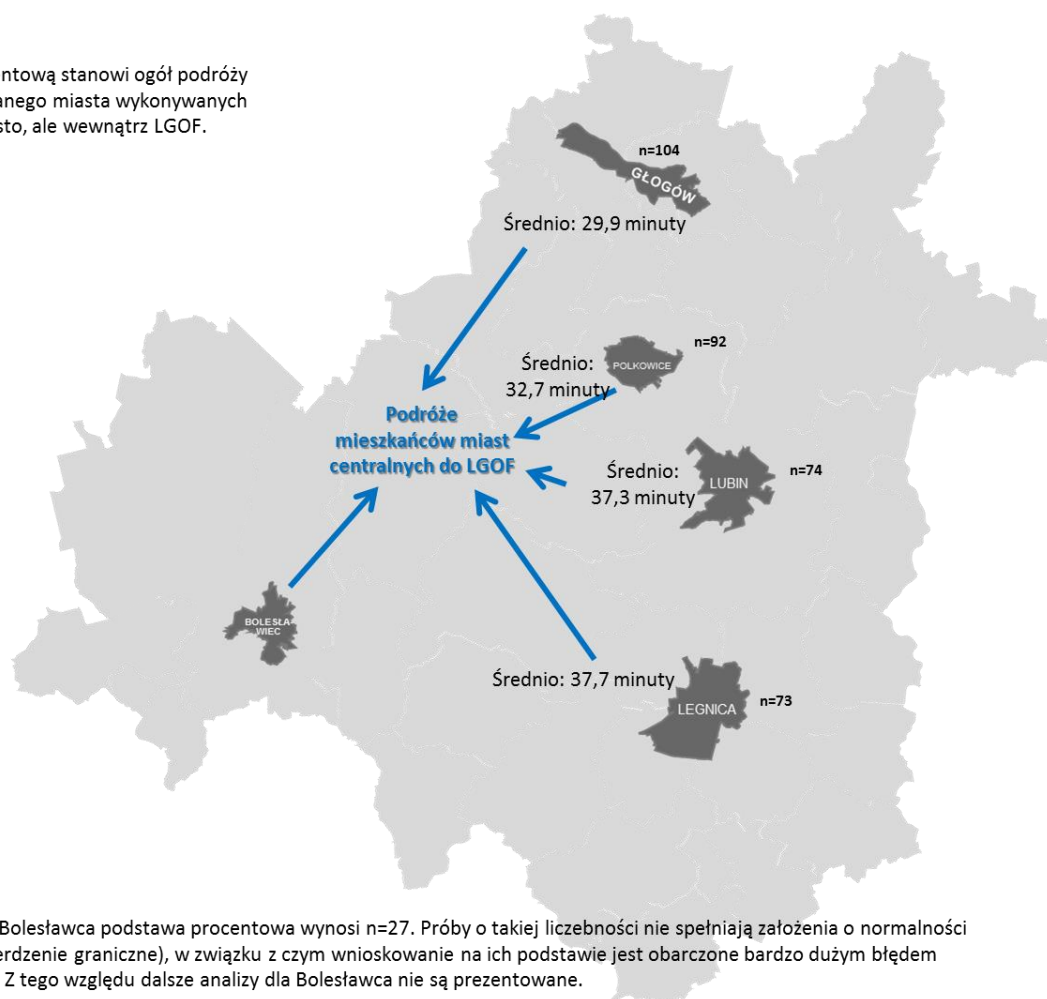 ntową stanowi ogół podróży
anego miasta wykonywanych
sto, ale wewnątrz LGOF.
n=104
GŁOGÓW
Średnio: 29,9 minuty
n=92
POLKOWICE
Średnio:
32,7 minuty
Podróże
mieszkańców miast
centralnych do LGOF
LUBIN
n=74
Średnio:
37,3 minuty
BOLESŁA
WIEC
Średnio: 37,7 minuty
LEGNICA
n=73
Bolesławca podstawa procentowa wynosi n=27. Próby o takiej liczebności nie spełniają założenia o normalności
erdzenie graniczne), w związku z czym wnioskowanie na ich podstawie jest obarczone bardzo dużym błędem
Z tego względu dalsze analizy dla Bolesławca nie są prezentowane.